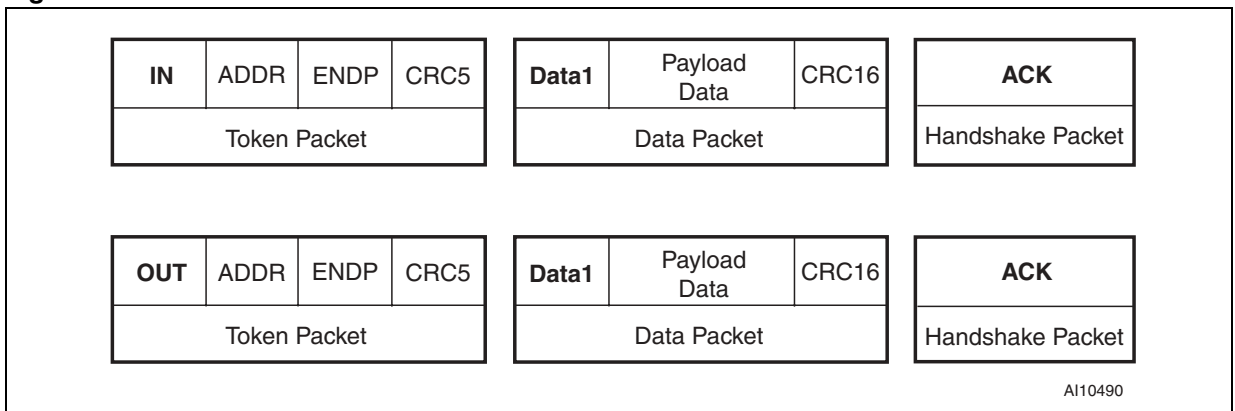 IN ADDR ENDP CRC5 Data1 Payload Data CRC16 ACK
Token Packet Data Packet Handshake Packet
OUT ADDR ENDP CRC5 Data1 Payload Data CRC16 ACK
Token Packet Data Packet Handshake Packet
AI10490